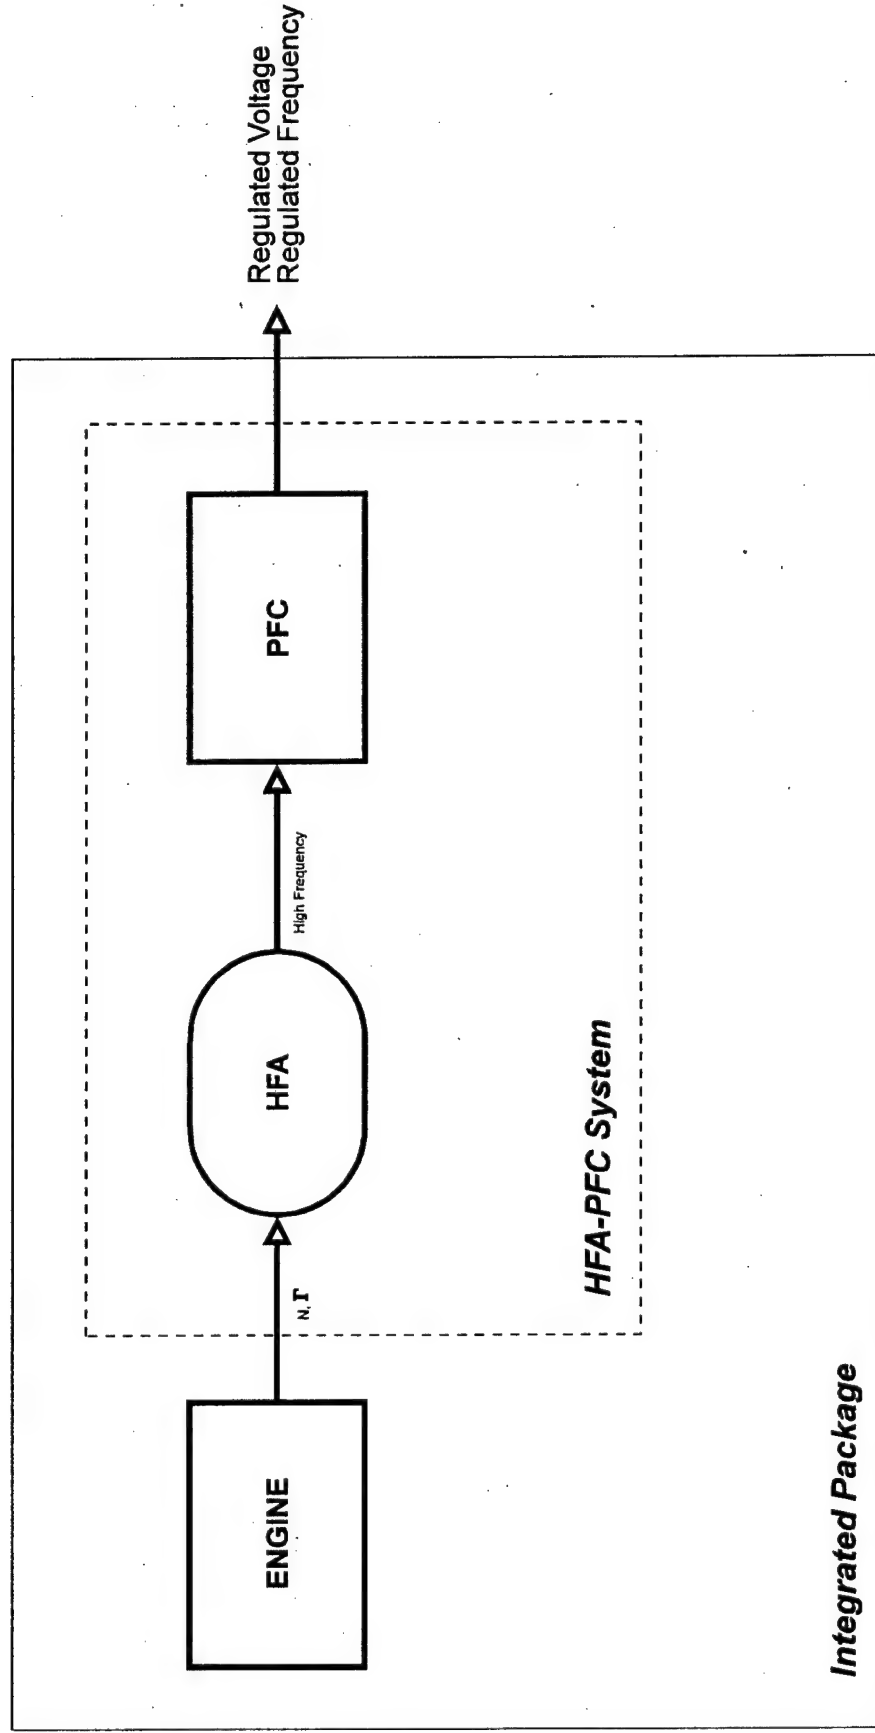 ENGINE
N, Γ
HFA
High Frequency
PFC
Regulated Voltage
Regulated Frequency
HFA-PFC System
Integrated Package